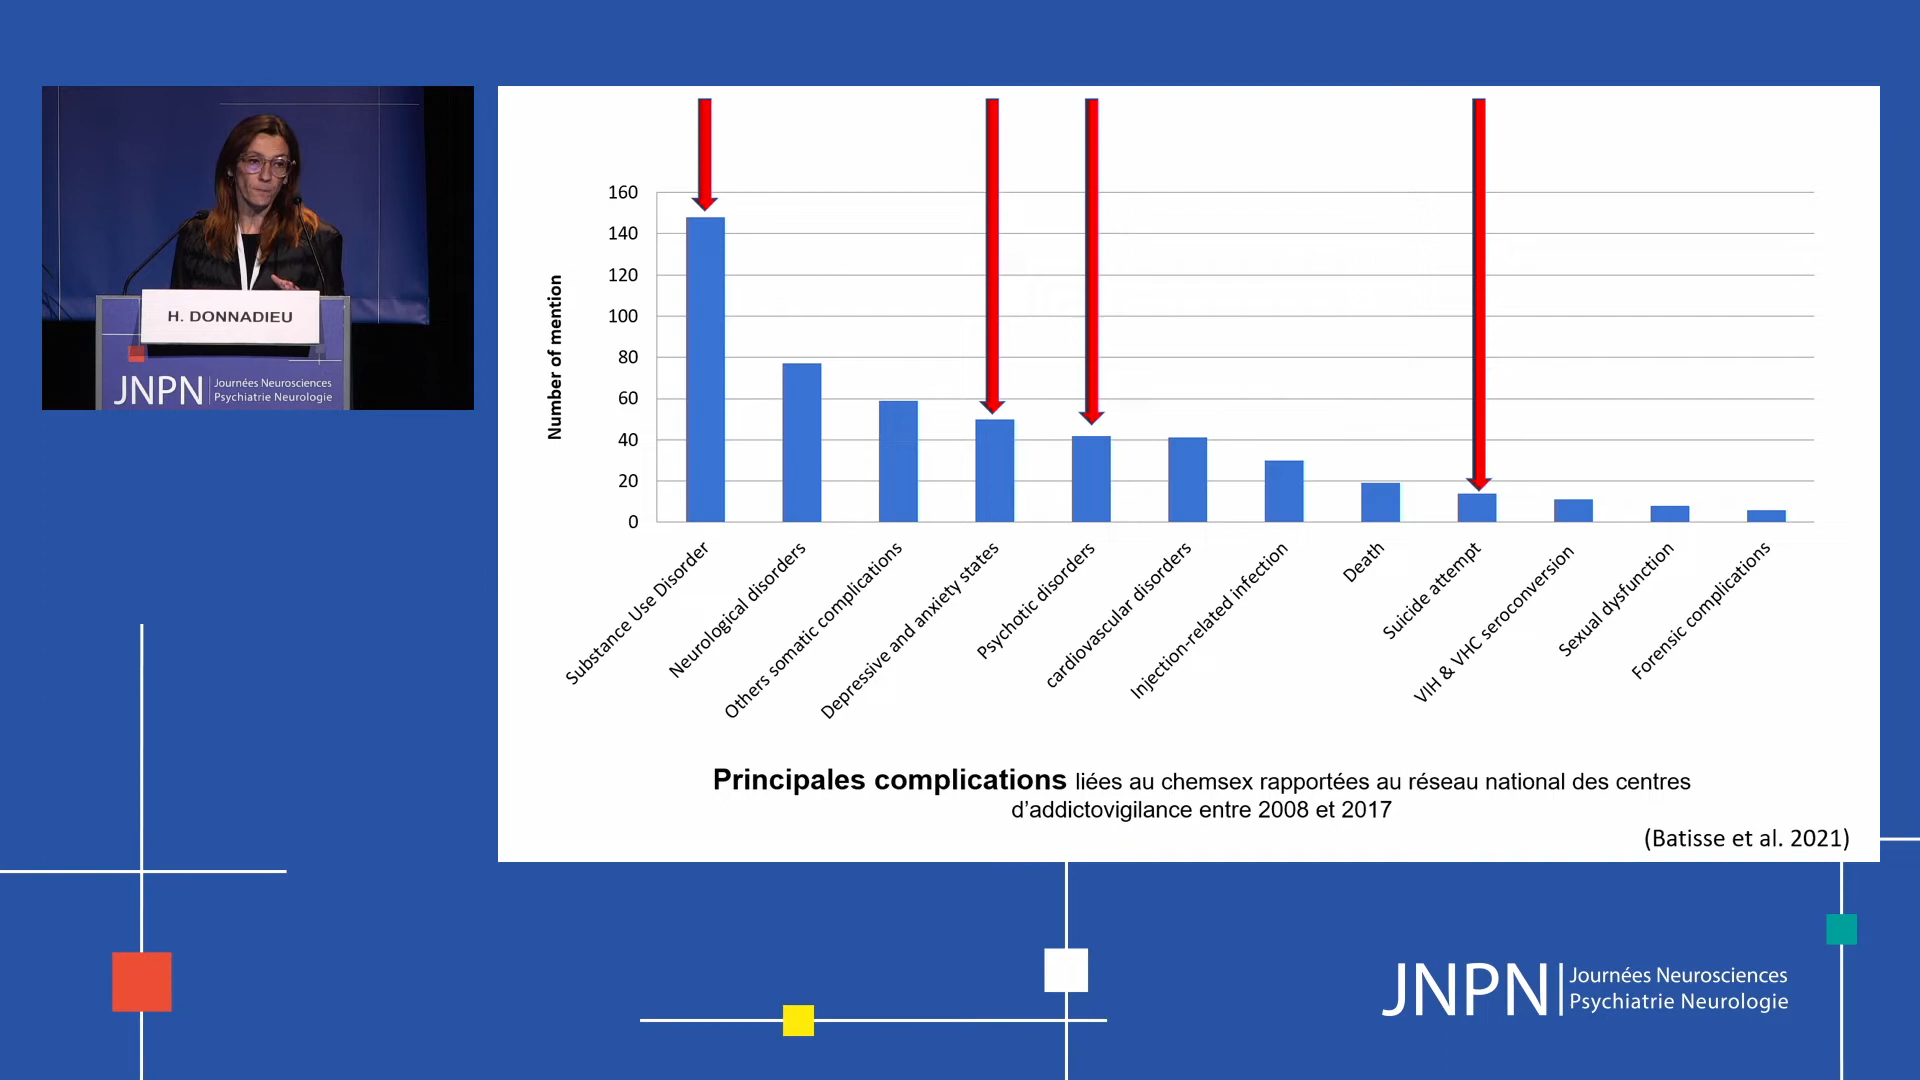 H. DONNADIEU
JNPN
Journées Neurosciences
Psychiatrie Neurologie
Number of mention
160
140
120
100
80
60
40
20
0
Substance Use Disorder
Neurological disorders
Others somatic complications
Depressive and anxiety states
Psychotic disorders
cardiovascular disorders
Injection-related infection
Death
Suicide attempt
VIH & VHC seroconversion
Sexual dysfunction
Forensic complications
Principales complications liées au chemsex rapportées au réseau national des centres
d’addictovigilance entre 2008 et 2017
(Batisse et al. 2021)
JNPN
Journées Neurosciences
Psychiatrie Neurologie